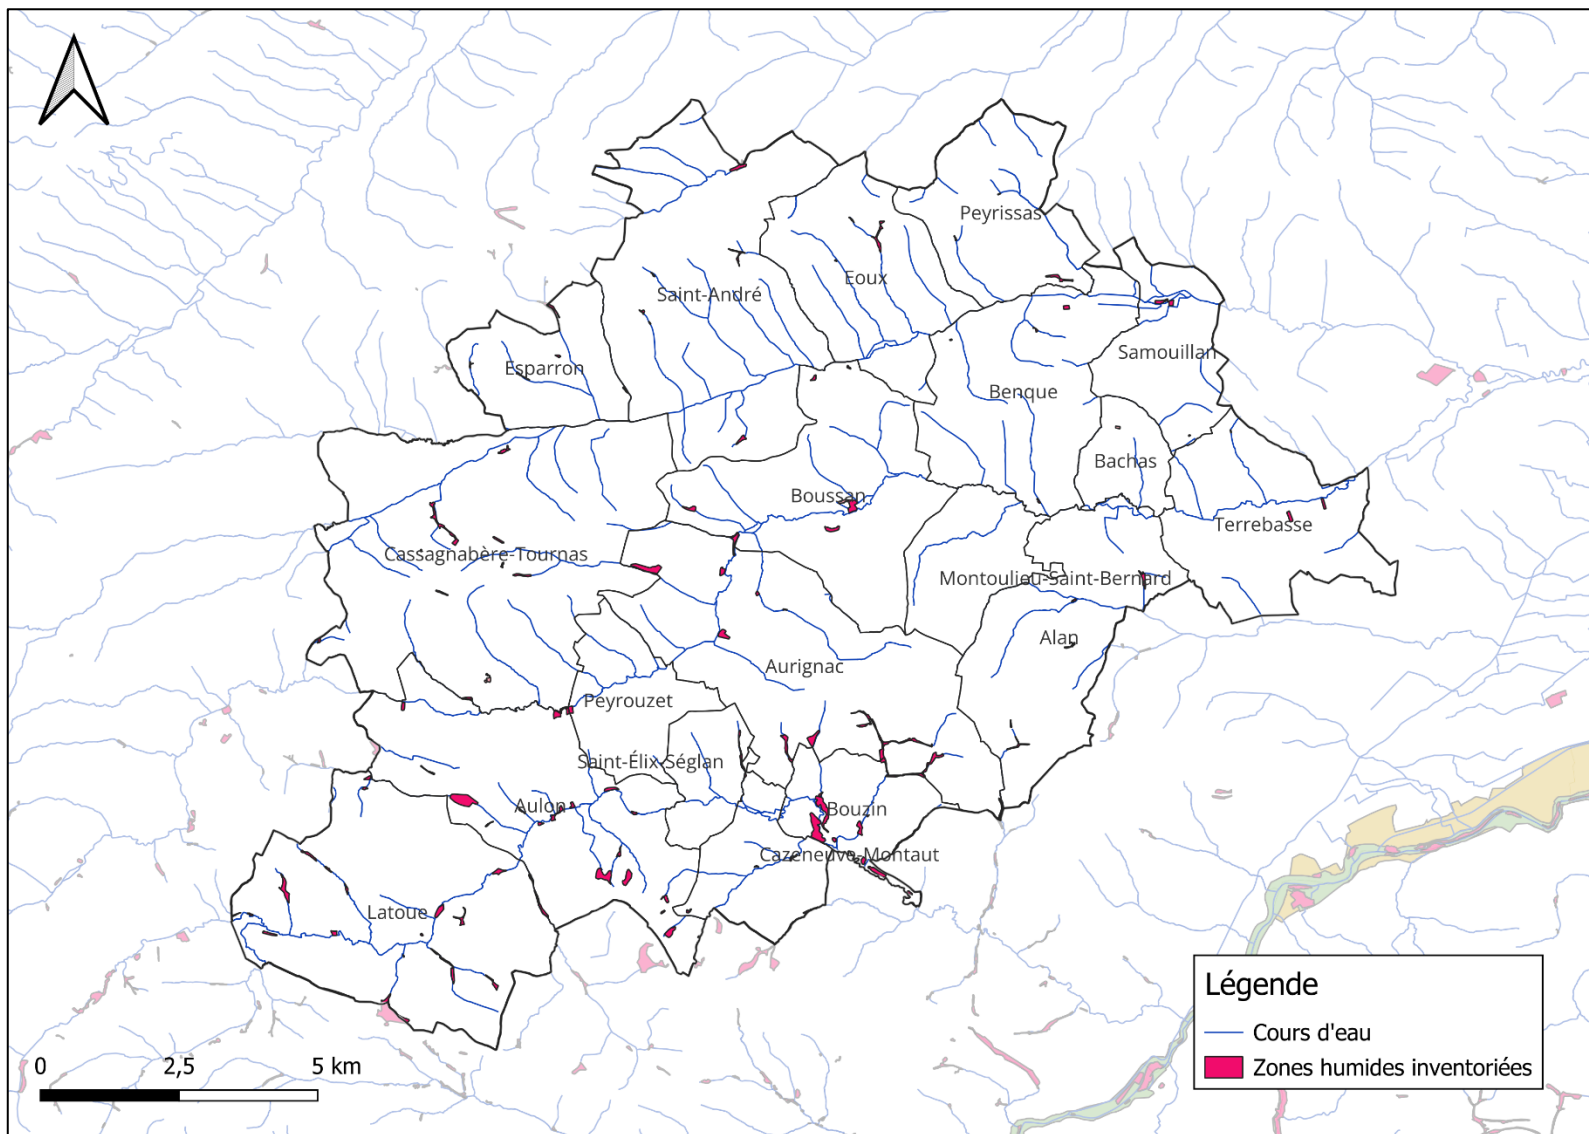 Peyrissas
Eoux
Saint-André
Samouillan
Esparron
Benque
Bachas
Boussan
Terrebasse
Cassagnabère-Tournas
Montoulieu-Saint-Bernard
Alan
Aurignac
Peyrouzet
Saint-Élix-Séglan
Aulon
Bouzin
Cazeneuve-Montaut
Latoue
Légende
Cours d'eau
Zones humides inventoriées
0 2,5 5 km